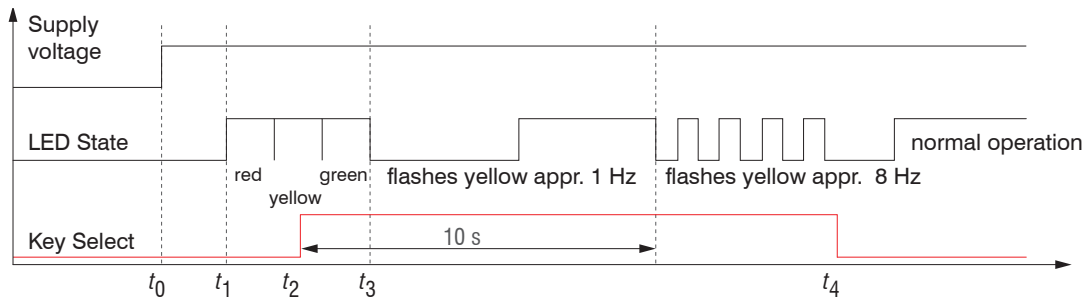 Supply
voltage
LED State
normal operation
red
green
flashes yellow appr. 1 Hz
flashes yellow appr. 8 Hz
yellow
Key Select
10 s
t0
t1
t2
t3
t4